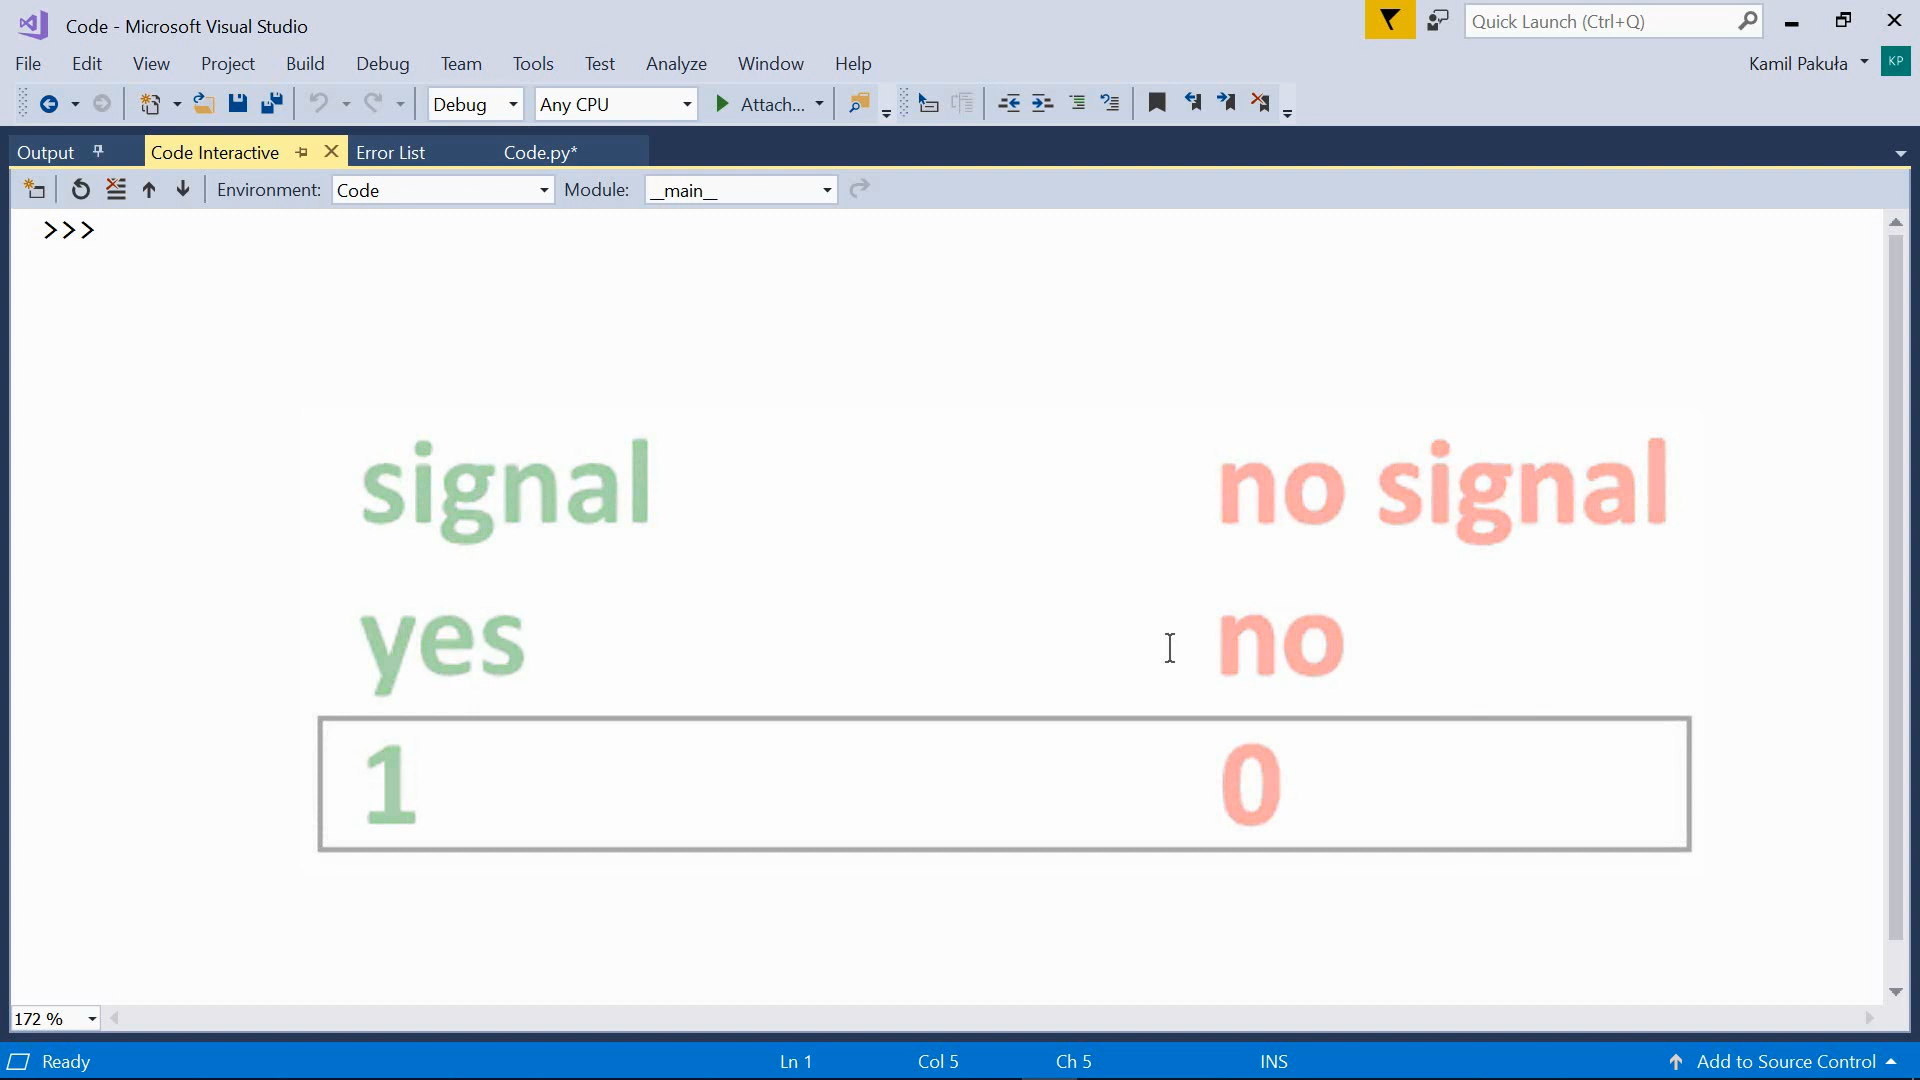 Code - Microsoft Visual Studio
Quick Launch (Ctrl+Q)
File Edit View Project Build Debug Team Tools Test Analyze Window Help
Kamil Pakuła KP
Debug Any CPU Attach...
Output Code Interactive Error List Code.py*
Environment: Code Module: __main__
>>>
signal no signal
yes no
1 0
172 %
Ready Ln 1 Col 5 Ch 5 INS Add to Source Control